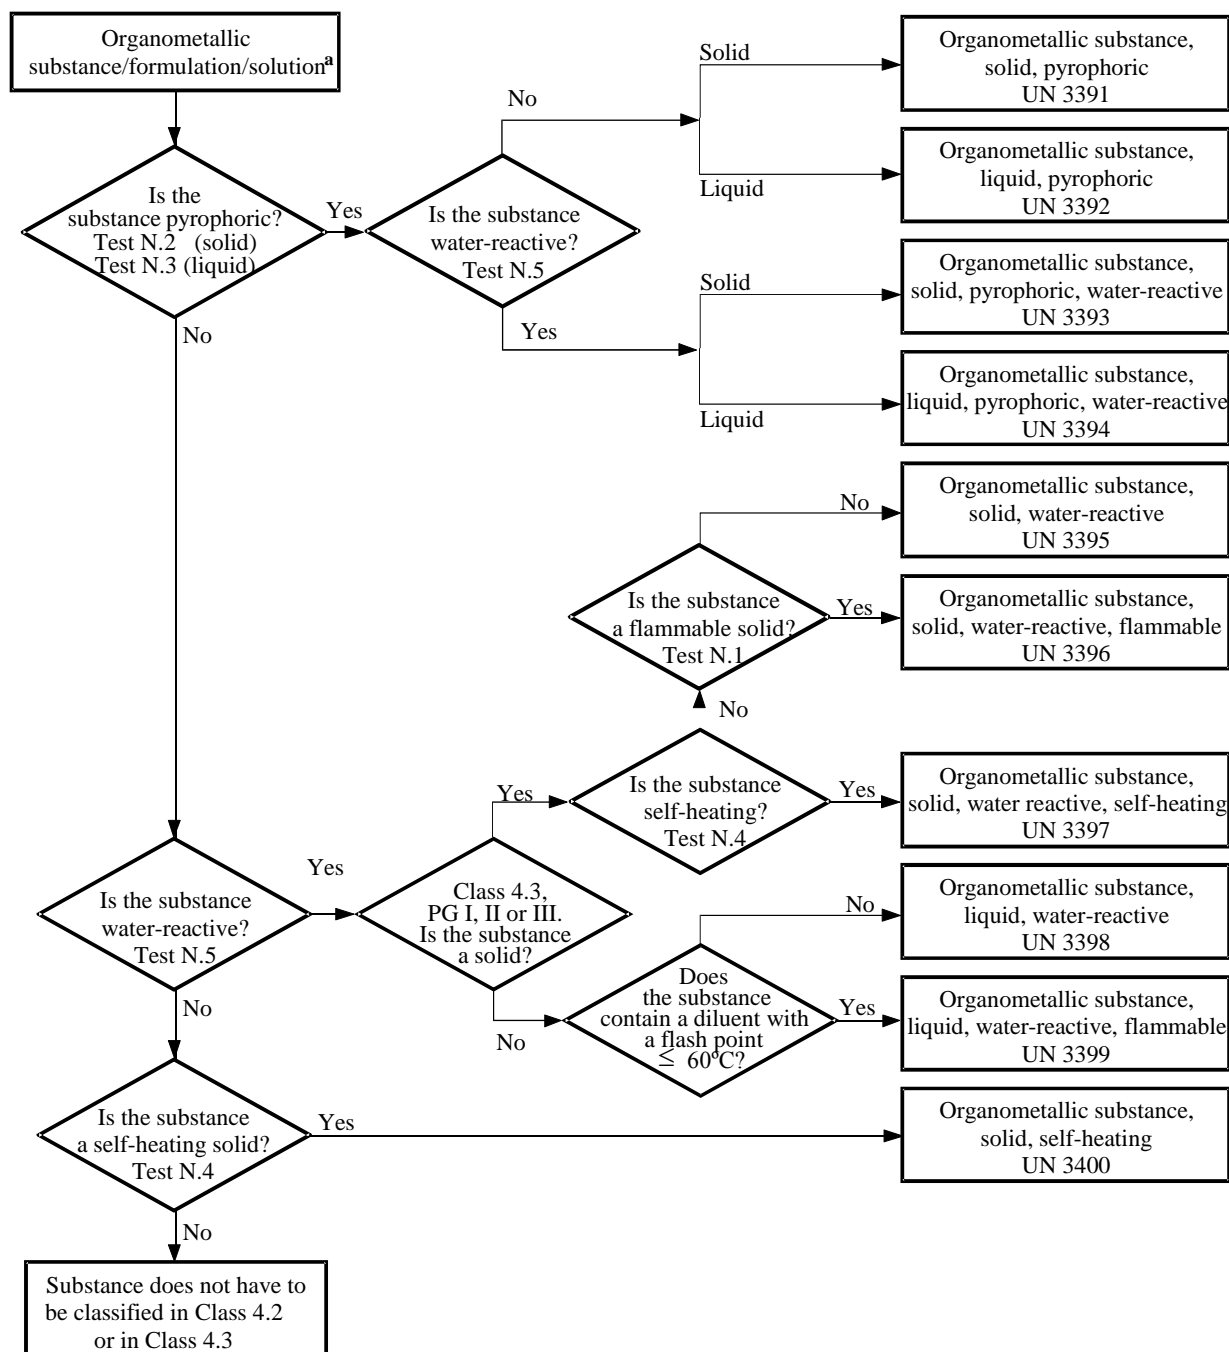 Organometallic
substance/formulation/solutionᵃ
Solid
Organometallic substance,
solid, pyrophoric
UN 3391
No
Is the
substance pyrophoric?
Test N.2 (solid)
Test N.3 (liquid)
Yes
Is the substance
water-reactive?
Test N.5
Liquid
Organometallic substance,
liquid, pyrophoric
UN 3392
Solid
Organometallic substance,
solid, pyrophoric, water-reactive
UN 3393
No
Yes
Liquid
Organometallic substance,
liquid, pyrophoric, water-reactive
UN 3394
No
Organometallic substance,
solid, water-reactive
UN 3395
Is the substance
a flammable solid?
Test N.1
Yes
Organometallic substance,
solid, water-reactive, flammable
UN 3396
No
Yes
Is the substance
self-heating?
Test N.4
Yes
Organometallic substance,
solid, water reactive, self-heating
UN 3397
Is the substance
water-reactive?
Test N.5
Yes
Class 4.3,
PG I, II or III.
Is the substance
a solid?
No
Organometallic substance,
liquid, water-reactive
UN 3398
No
No
Does
the substance
contain a diluent with
a flash point
≤ 60ºC?
Yes
Organometallic substance,
liquid, water-reactive, flammable
UN 3399
Is the substance
a self-heating solid?
Test N.4
Yes
Organometallic substance,
solid, self-heating
UN 3400
No
Substance does not have to
be classified in Class 4.2
or in Class 4.3